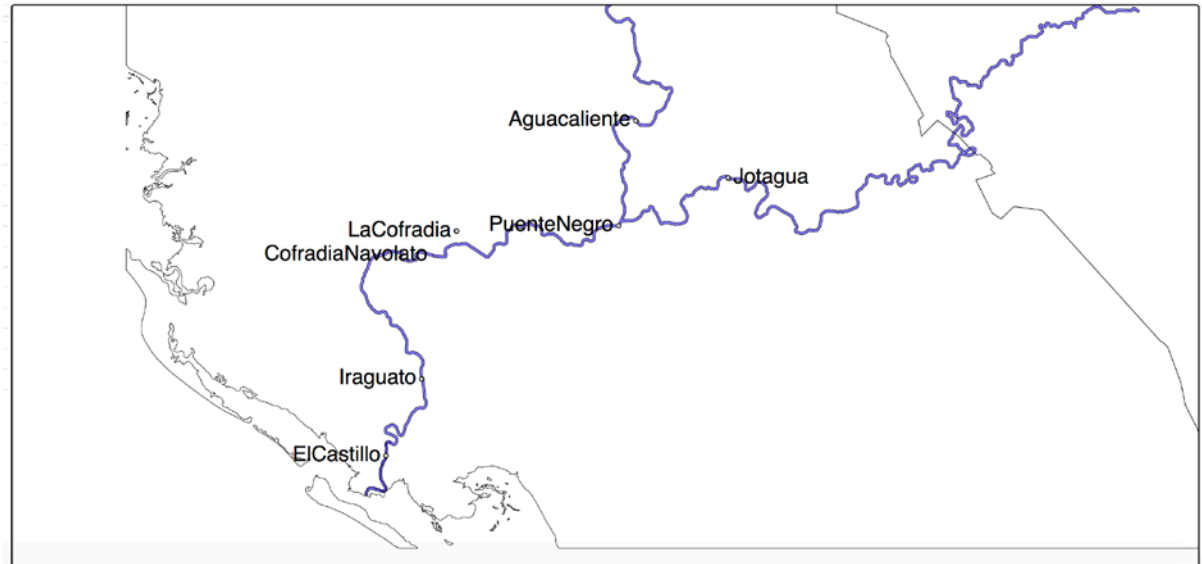 Aguacaliente
Jotagua
PuenteNegro
LaCofradia
CofradiaNavolato
Iraguato
ElCastillo